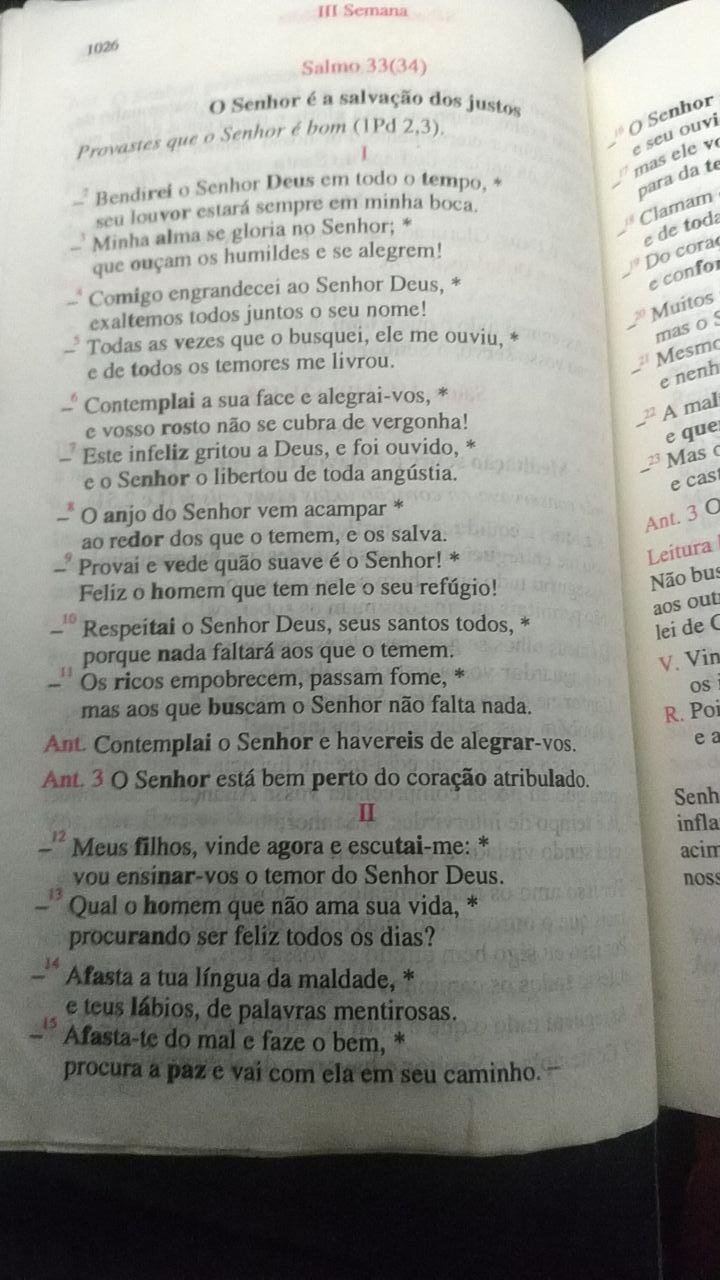 III Semana
1026
Salmo 33(34)
O Senhor é a salvação dos justos
Provastes que o Senhor é bom (1Pd 2,3).
I
–² Bendirei o Senhor Deus em todo o tempo, *
seu louvor estará sempre em minha boca.
–³ Minha alma se gloria no Senhor; *
que ouçam os humildes e se alegrem!
–⁴ Comigo engrandecei ao Senhor Deus, *
exaltemos todos juntos o seu nome!
–⁵ Todas as vezes que o busquei, ele me ouviu, *
e de todos os temores me livrou.
–⁶ Contemplai a sua face e alegrai-vos, *
e vosso rosto não se cubra de vergonha!
–⁷ Este infeliz gritou a Deus, e foi ouvido, *
e o Senhor o libertou de toda angústia.
–⁸ O anjo do Senhor vem acampar *
ao redor dos que o temem, e os salva.
–⁹ Provai e vede quão suave é o Senhor! *
Feliz o homem que tem nele o seu refúgio!
–¹⁰ Respeitai o Senhor Deus, seus santos todos, *
porque nada faltará aos que o temem.
–¹¹ Os ricos empobrecem, passam fome, *
mas aos que buscam o Senhor não falta nada.
Ant. Contemplai o Senhor e havereis de alegrar-vos.
Ant. 3 O Senhor está bem perto do coração atribulado.
II
–¹² Meus filhos, vinde agora e escutai-me: *
vou ensinar-vos o temor do Senhor Deus.
–¹³ Qual o homem que não ama sua vida, *
procurando ser feliz todos os dias?
–¹⁴ Afasta a tua língua da maldade, *
e teus lábios, de palavras mentirosas.
–¹⁵ Afasta-te do mal e faze o bem, *
procura a paz e vai com ela em seu caminho. –
–¹⁶ O Senhor
e seu ouvi
–¹⁷ mas ele
para da
–¹⁸ Clamam
e de toda
–¹⁹ Do coraç
e confor
–²⁰ Muitos
mas o S
–²¹ Mesmo
e nenh
–²² A mal
e que
–²³ Mas o
e cast
Ant. 3 O
Leitura
Não bus
aos out
lei de C
V. Vin
os
R. Poi
e a
Senh
infla
acim
noss